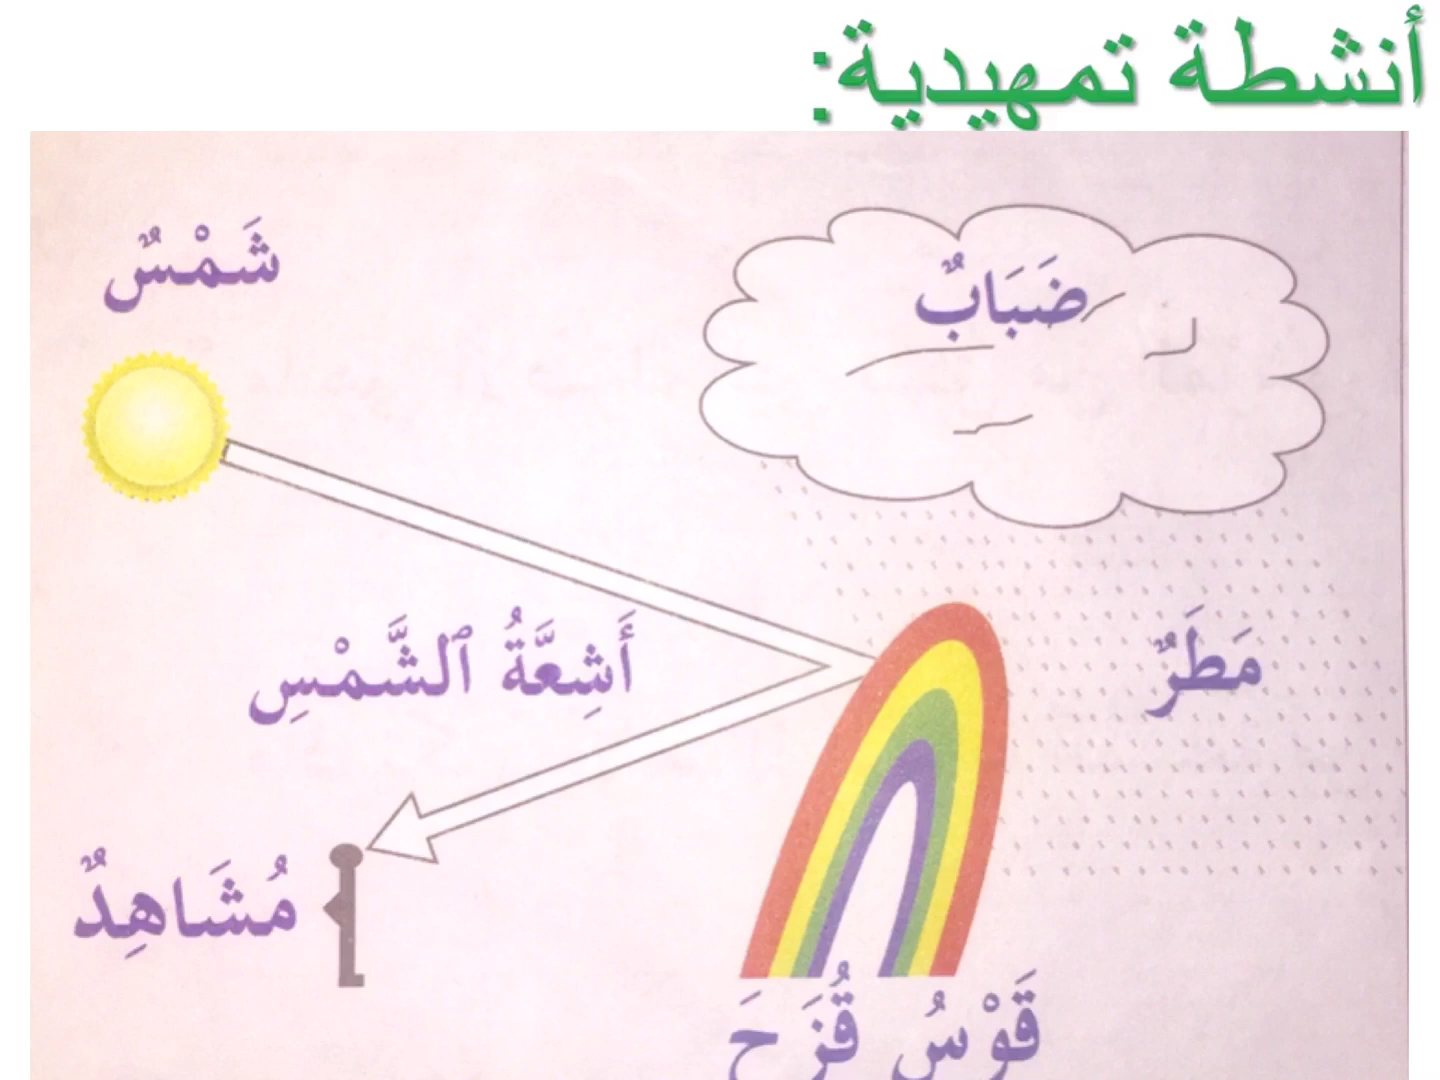 أنشطة تمهيدية:
شَمْسٌ
ضَبَابٌ
أَشِعَّةُ ٱلشَّمْسِ
مَطَرٌ
مُشَاهِدٌ
قَوْسُ قُزَحَ